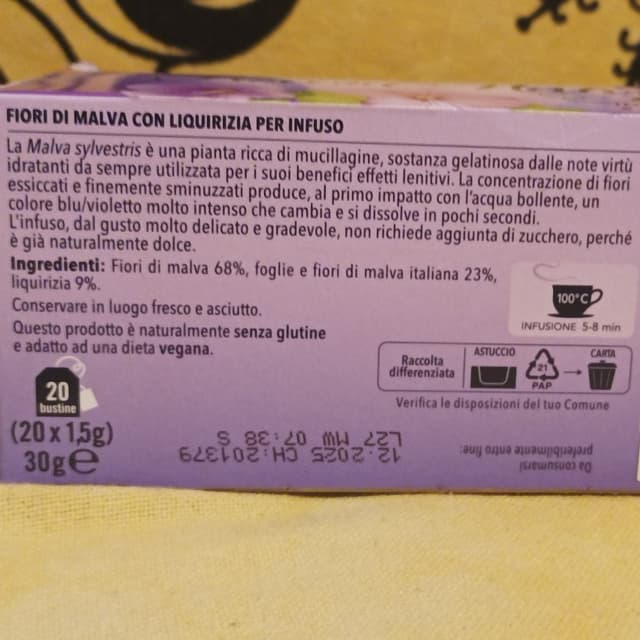 FIORI DI MALVA CON LIQUIRIZIA PER INFUSO
La Malva sylvestris è una pianta ricca di mucillagine, sostanza gelatinosa dalle note virtù
idratanti da sempre utilizzata per i suoi benefici effetti lenitivi. La concentrazione di fiori
essiccati e finemente sminuzzati produce, al primo impatto con l'acqua bollente, un
colore blu/violetto molto intenso che cambia e si dissolve in pochi secondi.
L'infuso, dal gusto molto delicato e gradevole, non richiede aggiunta di zucchero, perché
è già naturalmente dolce.
Ingredienti: Fiori di malva 68%, foglie e fiori di malva italiana 23%,
liquirizia 9%.
Conservare in luogo fresco e asciutto.
Questo prodotto è naturalmente senza glutine
e adatto ad una dieta vegana.
100°C
INFUSIONE 5-8 min
Raccolta
differenziata
ASTUCCIO
21
PAP
CARTA
Verifica le disposizioni del tuo Comune
20
bustine
(20 x 1,5g)
30g e
Da consumarsi
preferibilmente entro fine:
12.2025 CH:201379
L27 MW 07:38 S